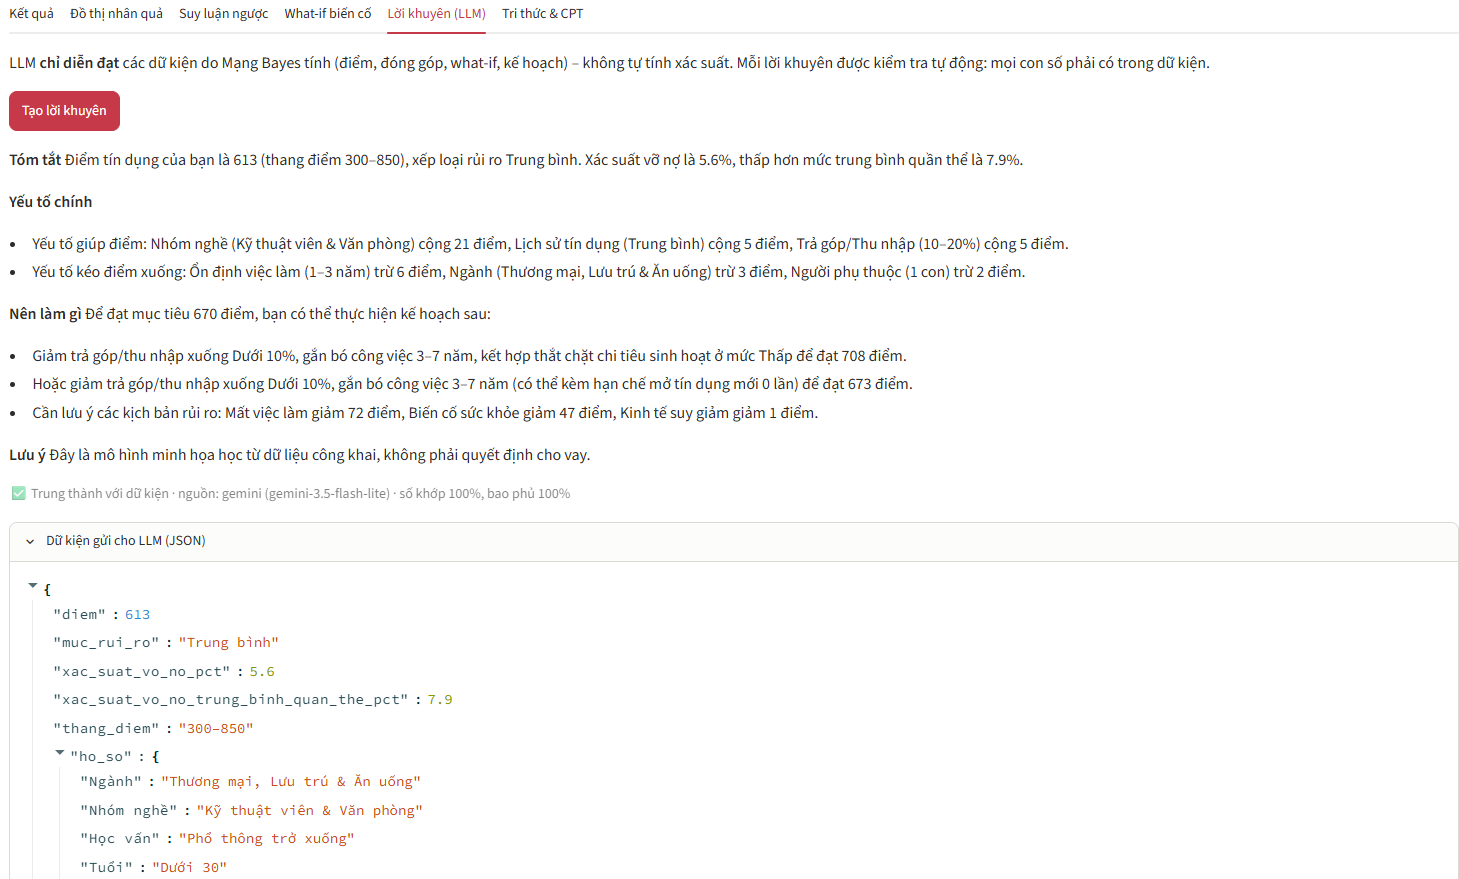 Kết quả Đồ thị nhân quả Suy luận ngược What-if biến cố Lời khuyên (LLM) Tri thức & CPT
LLM chỉ diễn đạt các dữ kiện do Mạng Bayes tính (điểm, đóng góp, what-if, kế hoạch) – không tự tính xác suất. Mỗi lời khuyên được kiểm tra tự động: mọi con số phải có trong dữ kiện.
Tạo lời khuyên
Tóm tắt Điểm tín dụng của bạn là 613 (thang điểm 300–850), xếp loại rủi ro Trung bình. Xác suất vỡ nợ là 5.6%, thấp hơn mức trung bình quần thể là 7.9%.
Yếu tố chính
• Yếu tố giúp điểm: Nhóm nghề (Kỹ thuật viên & Văn phòng) cộng 21 điểm, Lịch sử tín dụng (Trung bình) cộng 5 điểm, Trả góp/Thu nhập (10–20%) cộng 5 điểm.
• Yếu tố kéo điểm xuống: Ổn định việc làm (1–3 năm) trừ 6 điểm, Ngành (Thương mại, Lưu trú & Ăn uống) trừ 3 điểm, Người phụ thuộc (1 con) trừ 2 điểm.
Nên làm gì Để đạt mục tiêu 670 điểm, bạn có thể thực hiện kế hoạch sau:
• Giảm trả góp/thu nhập xuống Dưới 10%, gắn bó công việc 3–7 năm, kết hợp thắt chặt chi tiêu sinh hoạt ở mức Thấp để đạt 708 điểm.
• Hoặc giảm trả góp/thu nhập xuống Dưới 10%, gắn bó công việc 3–7 năm (có thể kèm hạn chế mở tín dụng mới 0 lần) để đạt 673 điểm.
• Cần lưu ý các kịch bản rủi ro: Mất việc làm giảm 72 điểm, Biến cố sức khỏe giảm 47 điểm, Kinh tế suy giảm giảm 1 điểm.
Lưu ý Đây là mô hình minh họa học từ dữ liệu công khai, không phải quyết định cho vay.
✅ Trung thành với dữ kiện · nguồn: gemini (gemini-3.5-flash-lite) · số khớp 100%, bao phủ 100%
Dữ kiện gửi cho LLM (JSON)
{
"diem" : 613
"muc_rui_ro" : "Trung bình"
"xac_suat_vo_no_pct" : 5.6
"xac_suat_vo_no_trung_binh_quan_the_pct" : 7.9
"thang_diem" : "300–850"
"ho_so" : {
"Ngành" : "Thương mại, Lưu trú & Ăn uống"
"Nhóm nghề" : "Kỹ thuật viên & Văn phòng"
"Học vấn" : "Phổ thông trở xuống"
"Tuổi" : "Dưới 30"